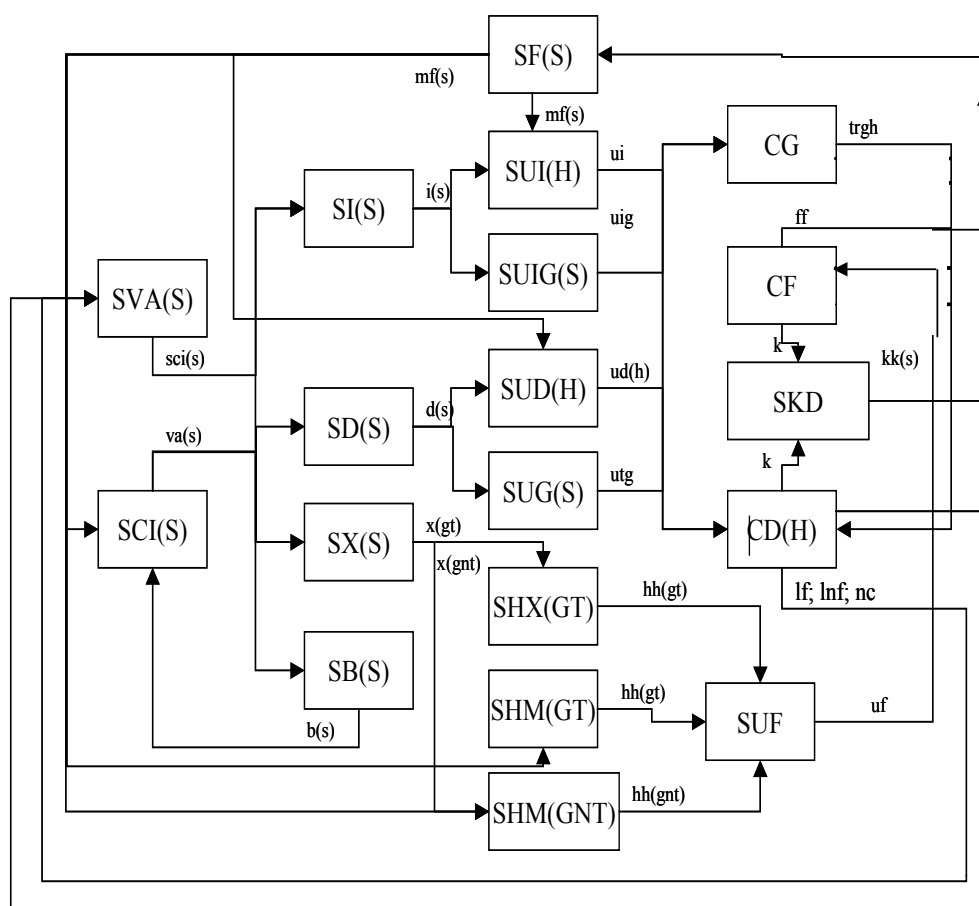 SF(S)
mf(s)
mf(s)
CG
trgh
SUI(H)
ui
SI(S)
i(s)
uig
ff
SUIG(S)
CF
SVA(S)
sci(s)
k
kk(s)
SUD(H)
ud(h)
SKD
SD(S)
d(s)
va(s)
k
SUG(S)
utg
SCI(S)
SX(S)
x(gt)
CD(H)
x(gnt)
lf; lnf; nc
SHX(GT)
hh(gt)
SB(S)
hh(gt)
SHM(GT)
SUF
uf
b(s)
SHM(GNT)
hh(gnt)